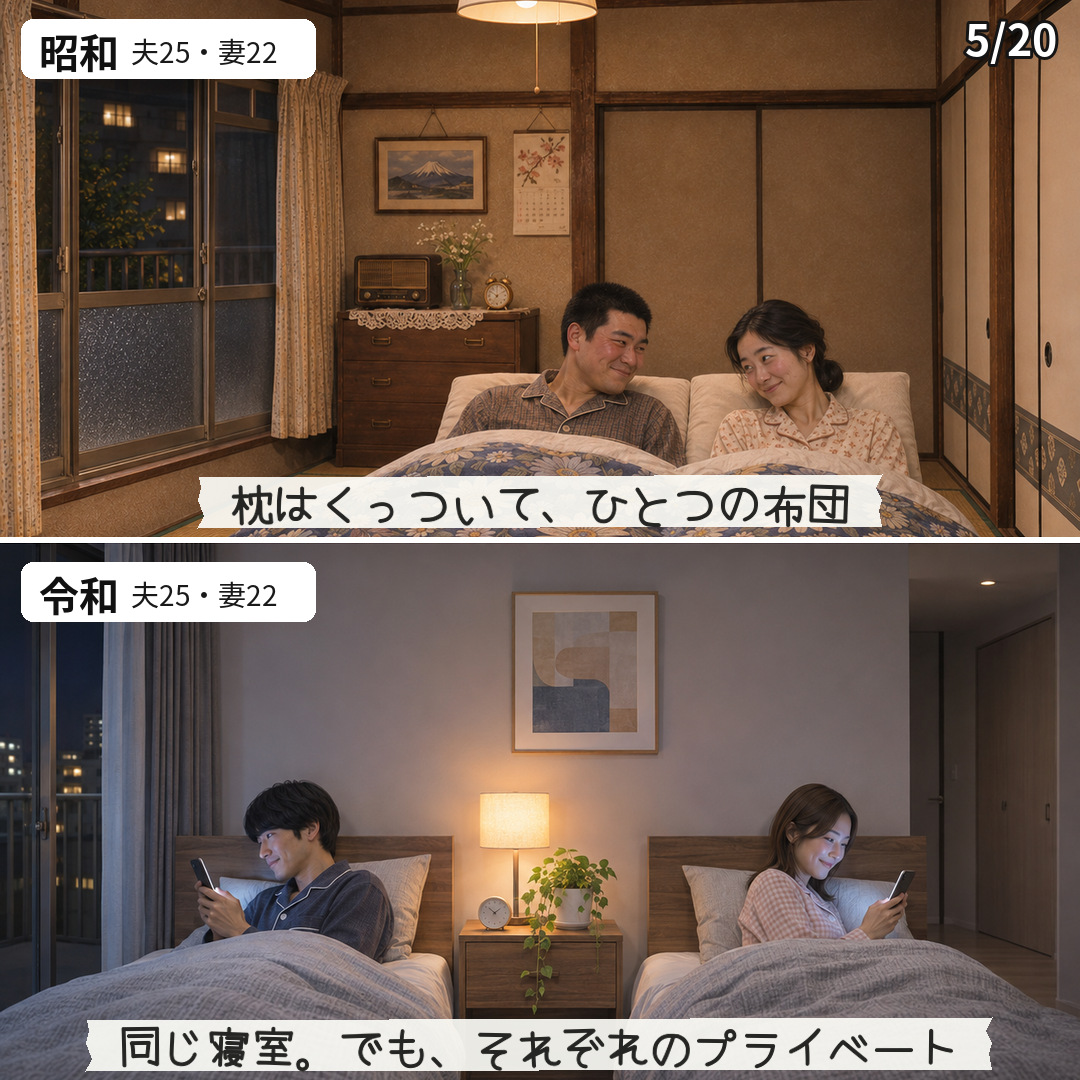 昭和 夫25・妻22
5/20
枕はくっついて、ひとつの布団
令和 夫25・妻22
同じ寝室。でも、それぞれのプライベート